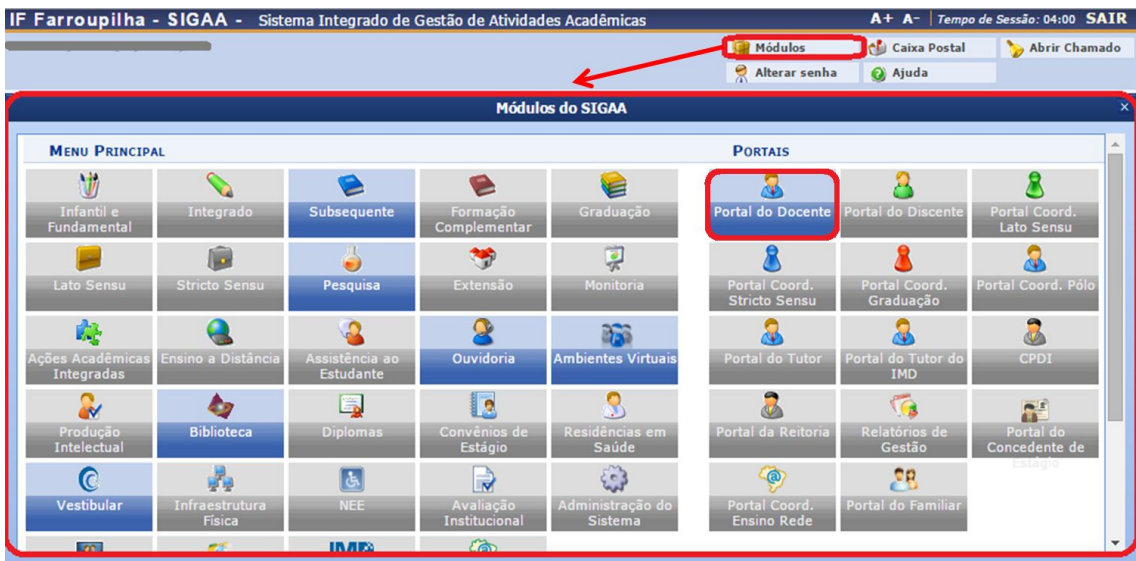 IF Farroupilha - SIGAA - Sistema Integrado de Gestão de Atividades Acadêmicas
A+ A- Tempo de Sessão: 04:00 SAIR
Módulos
Caixa Postal
Abrir Chamado
Alterar senha
Ajuda
Módulos do SIGAA
MENU PRINCIPAL
PORTAIS
Infantil e
Fundamental
Integrado
Subsequente
Formação
Complementar
Graduação
Portal do Docente
Portal do Discente
Portal Coord.
Lato Sensu
Lato Sensu
Stricto Sensu
Pesquisa
Extensão
Monitoria
Portal Coord.
Stricto Sensu
Portal Coord.
Graduação
Portal Coord. Pólo
Ações Acadêmicas
Integradas
Ensino a Distância
Assistência ao
Estudante
Ouvidoria
Ambientes Virtuais
Portal do Tutor
Portal do Tutor do
IMD
CPDI
Produção
Intelectual
Biblioteca
Diplomas
Convênios de
Estágio
Residências em
Saúde
Portal da Reitoria
Relatórios de
Gestão
Portal do
Concedente de
Estágio
Vestibular
Infraestrutura
Física
NEE
Avaliação
Institucional
Administração do
Sistema
Portal Coord.
Ensino Rede
Portal do Familiar